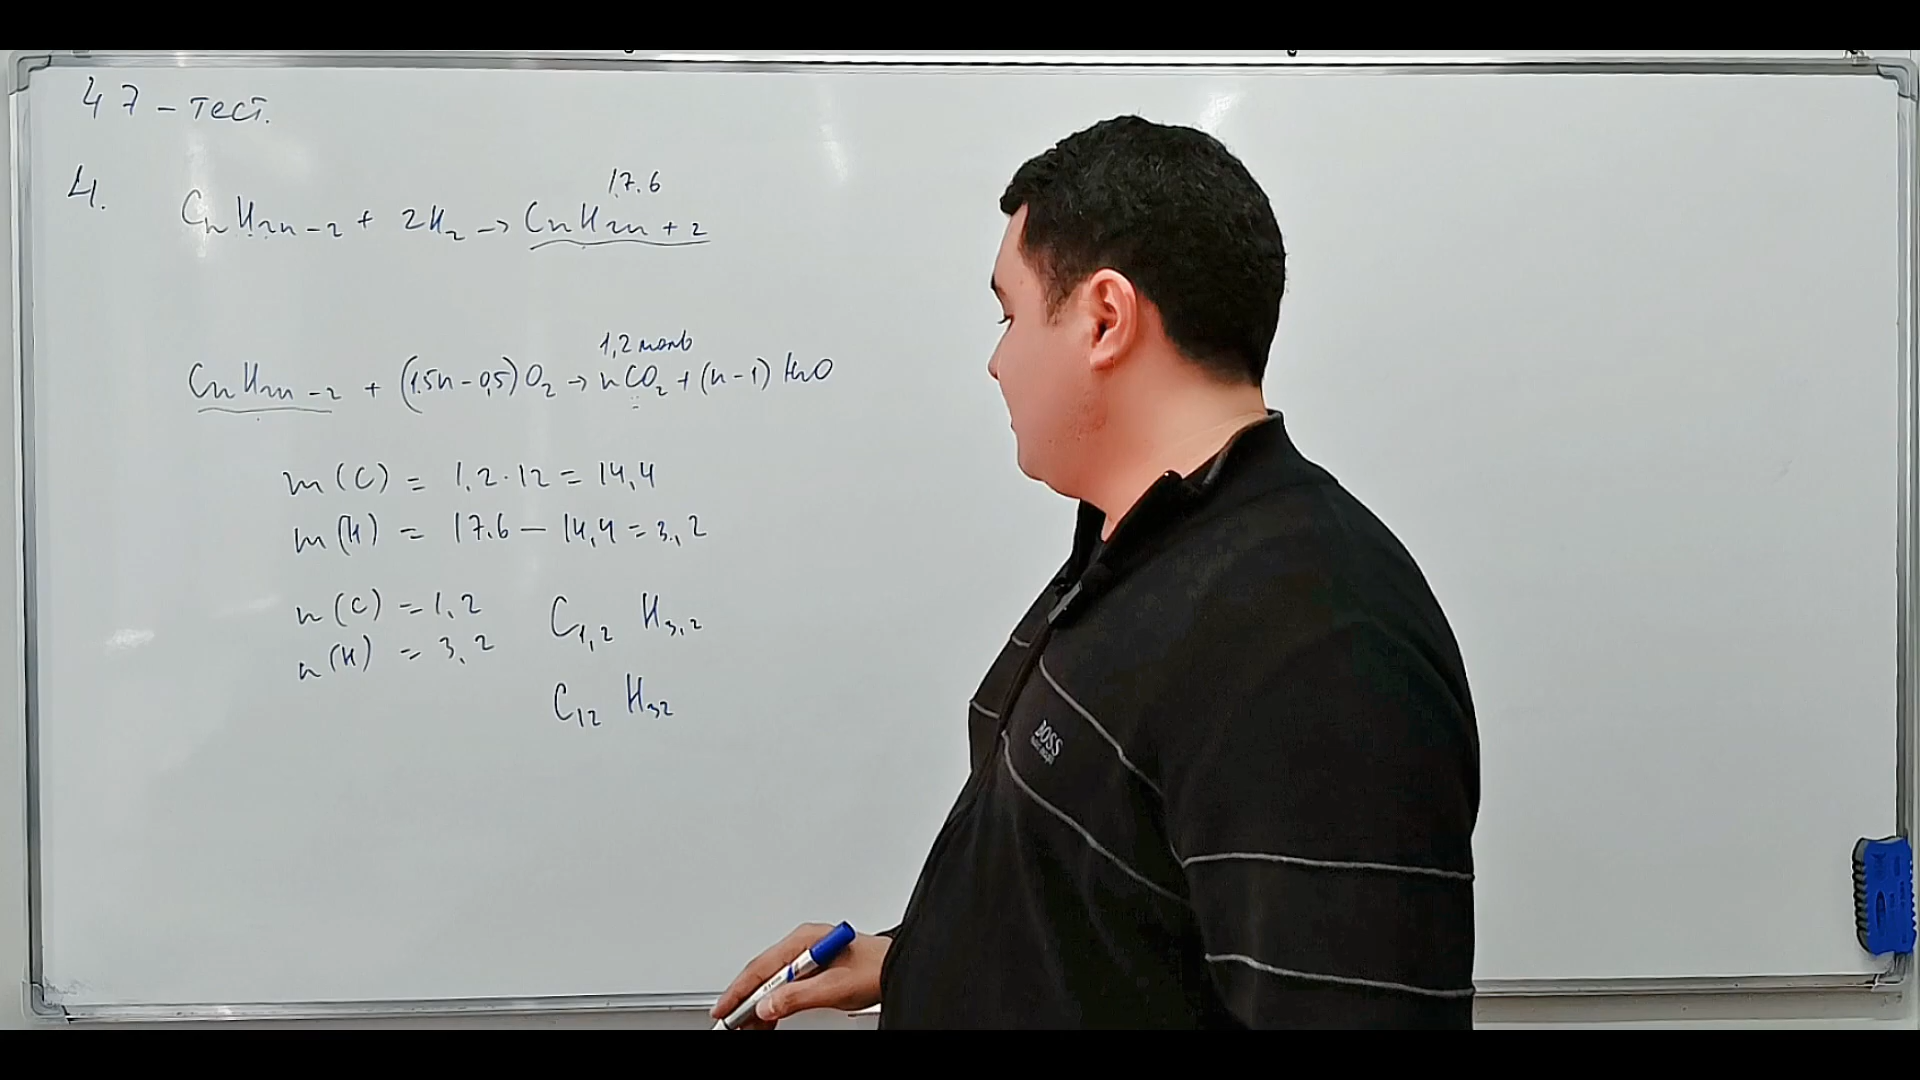 47 – тест.
4.
17.6
CnH2n-2 + 2H2 → CnH2n+2
1,2 моль
CnH2n-2 + (1.5n-0,5)O2 → nCO2 + (n-1)H2O
m(C) = 1,2·12 = 14,4
m(H) = 17.6 – 14,4 = 3,2
n(C) = 1,2
n(H) = 3,2
C1,2 H3,2
C12 H32
BOSS